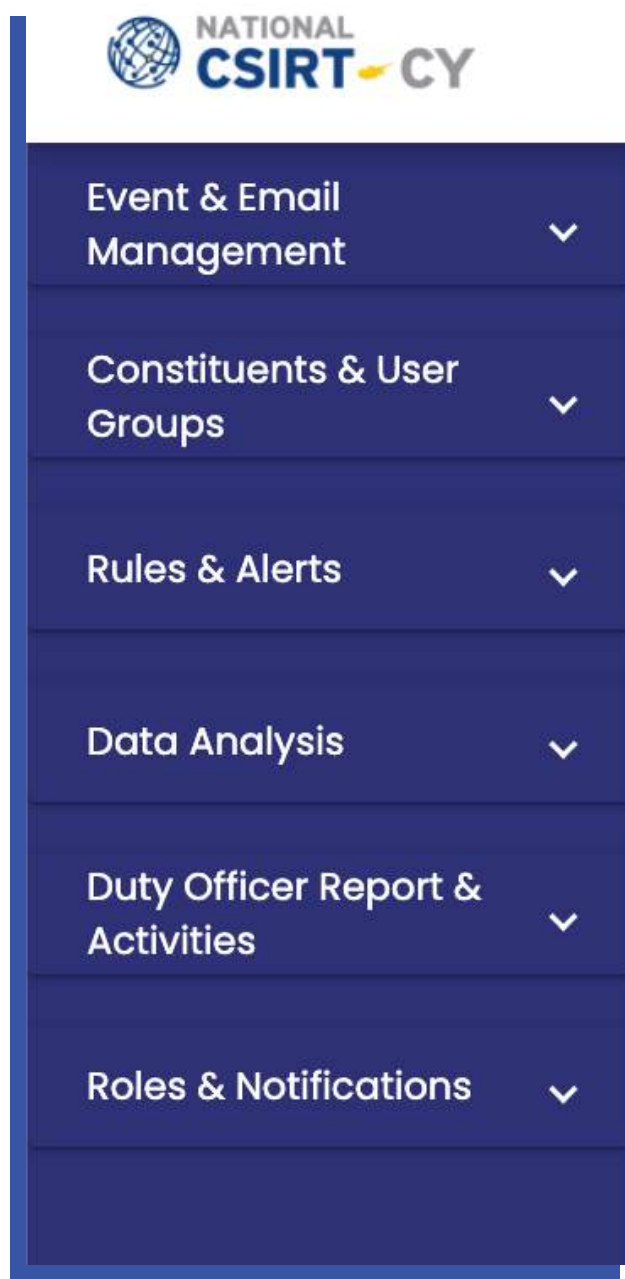 NATIONAL
CSIRT-CY
Event & Email
Management
Constituents & User
Groups
Rules & Alerts
Data Analysis
Duty Officer Report &
Activities
Roles & Notifications